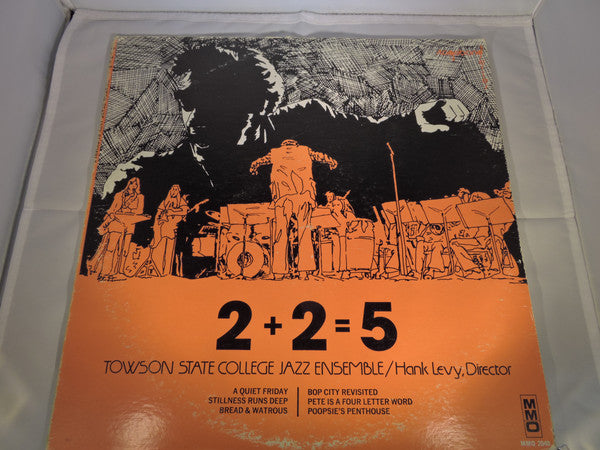 2 + 2 = 5
TOWSON STATE COLLEGE JAZZ ENSEMBLE/Hank Levy, Director
A QUIET FRIDAY
STILLNESS RUNS DEEP
BREAD & WATROUS
BOP CITY REVISITED
PETE IS A FOUR LETTER WORD
POOPSIE'S PENTHOUSE
MMO